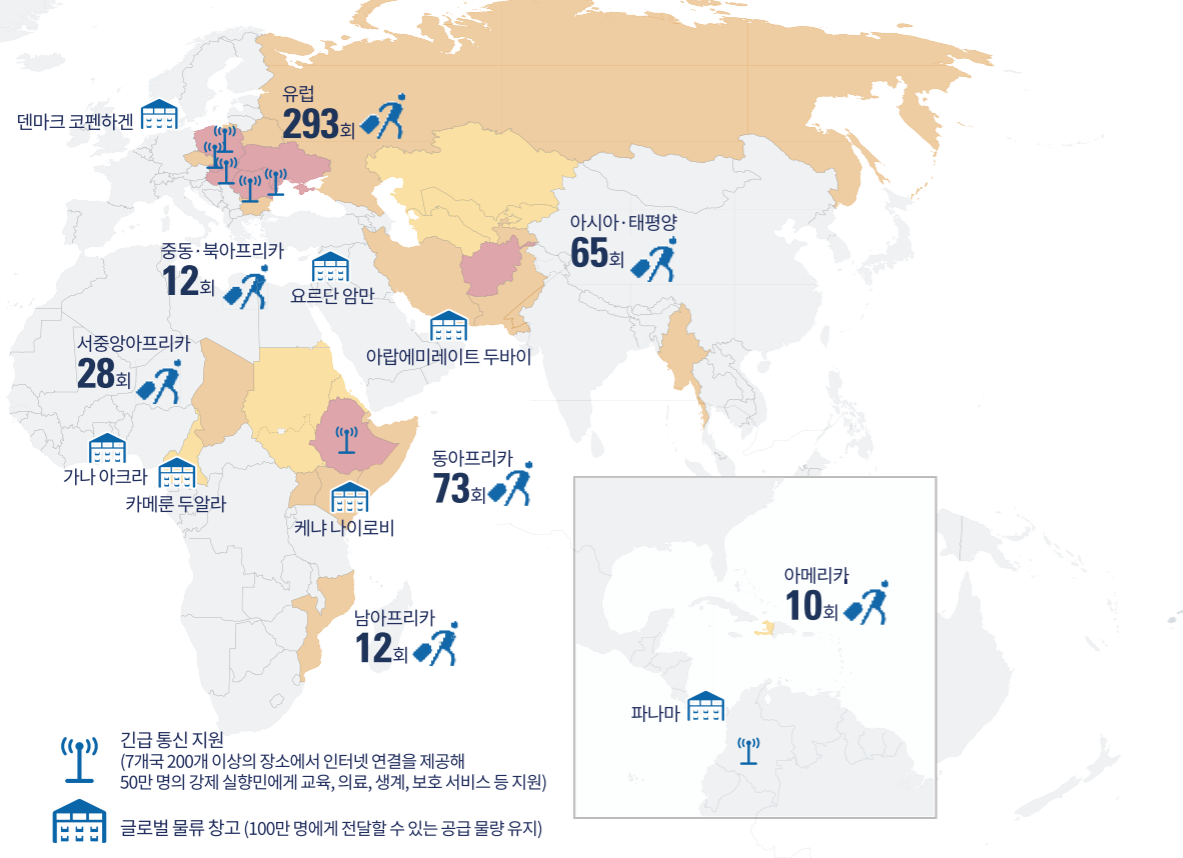 유럽
293회
덴마크 코펜하겐
아시아·태평양
65회
중동·북아프리카
12회
요르단 암만
서중앙아프리카
28회
아랍에미레이트 두바이
가나 아크라
카메룬 두알라
동아프리카
73회
케냐 나이로비
아메리카
10회
남아프리카
12회
파나마
긴급 통신 지원
(7개국 200개 이상의 장소에서 인터넷 연결을 제공해
50만 명의 강제 실향민에게 교육, 의료, 생계, 보호 서비스 등 지원)
글로벌 물류 창고 (100만 명에게 전달할 수 있는 공급 물량 유지)